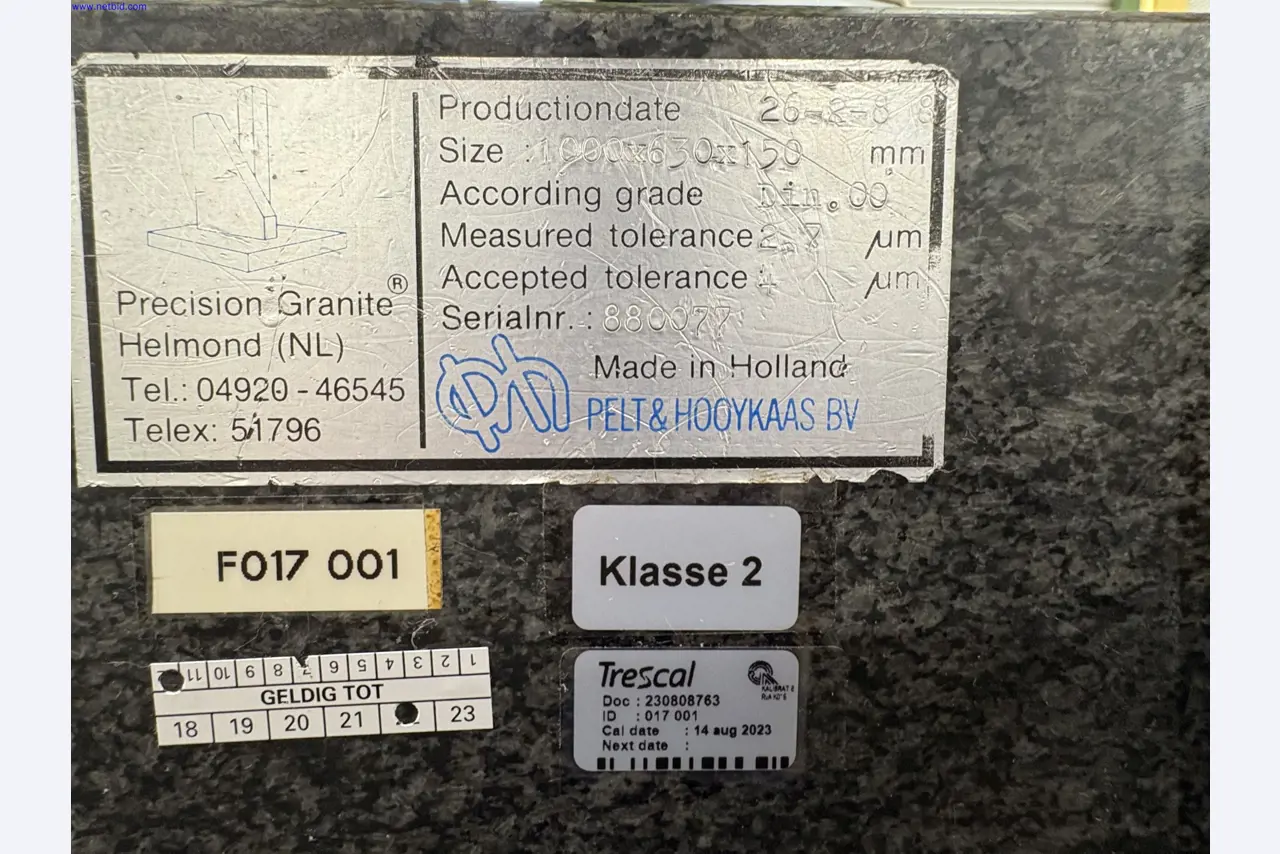 www.netbid.com
Productiondate 26-2-88
Size : 1000x630x150 mm
According grade Din.00
Measured tolerance 2,7 µm
Accepted tolerance : 4 µm
Serialnr. : 880077
Made in Holland
PELT & HOOYKAAS BV
Precision Granite ®
Helmond (NL)
Tel.: 04920-46545
Telex: 51796
F017 001
Klasse 2
11 10 9 8 7 6 5 4 3 2 1
GELDIG TOT
18 19 20 21 23
Trescal
Doc : 230808763
ID : 017 001
Cal date : 14 aug 2023
Next date :